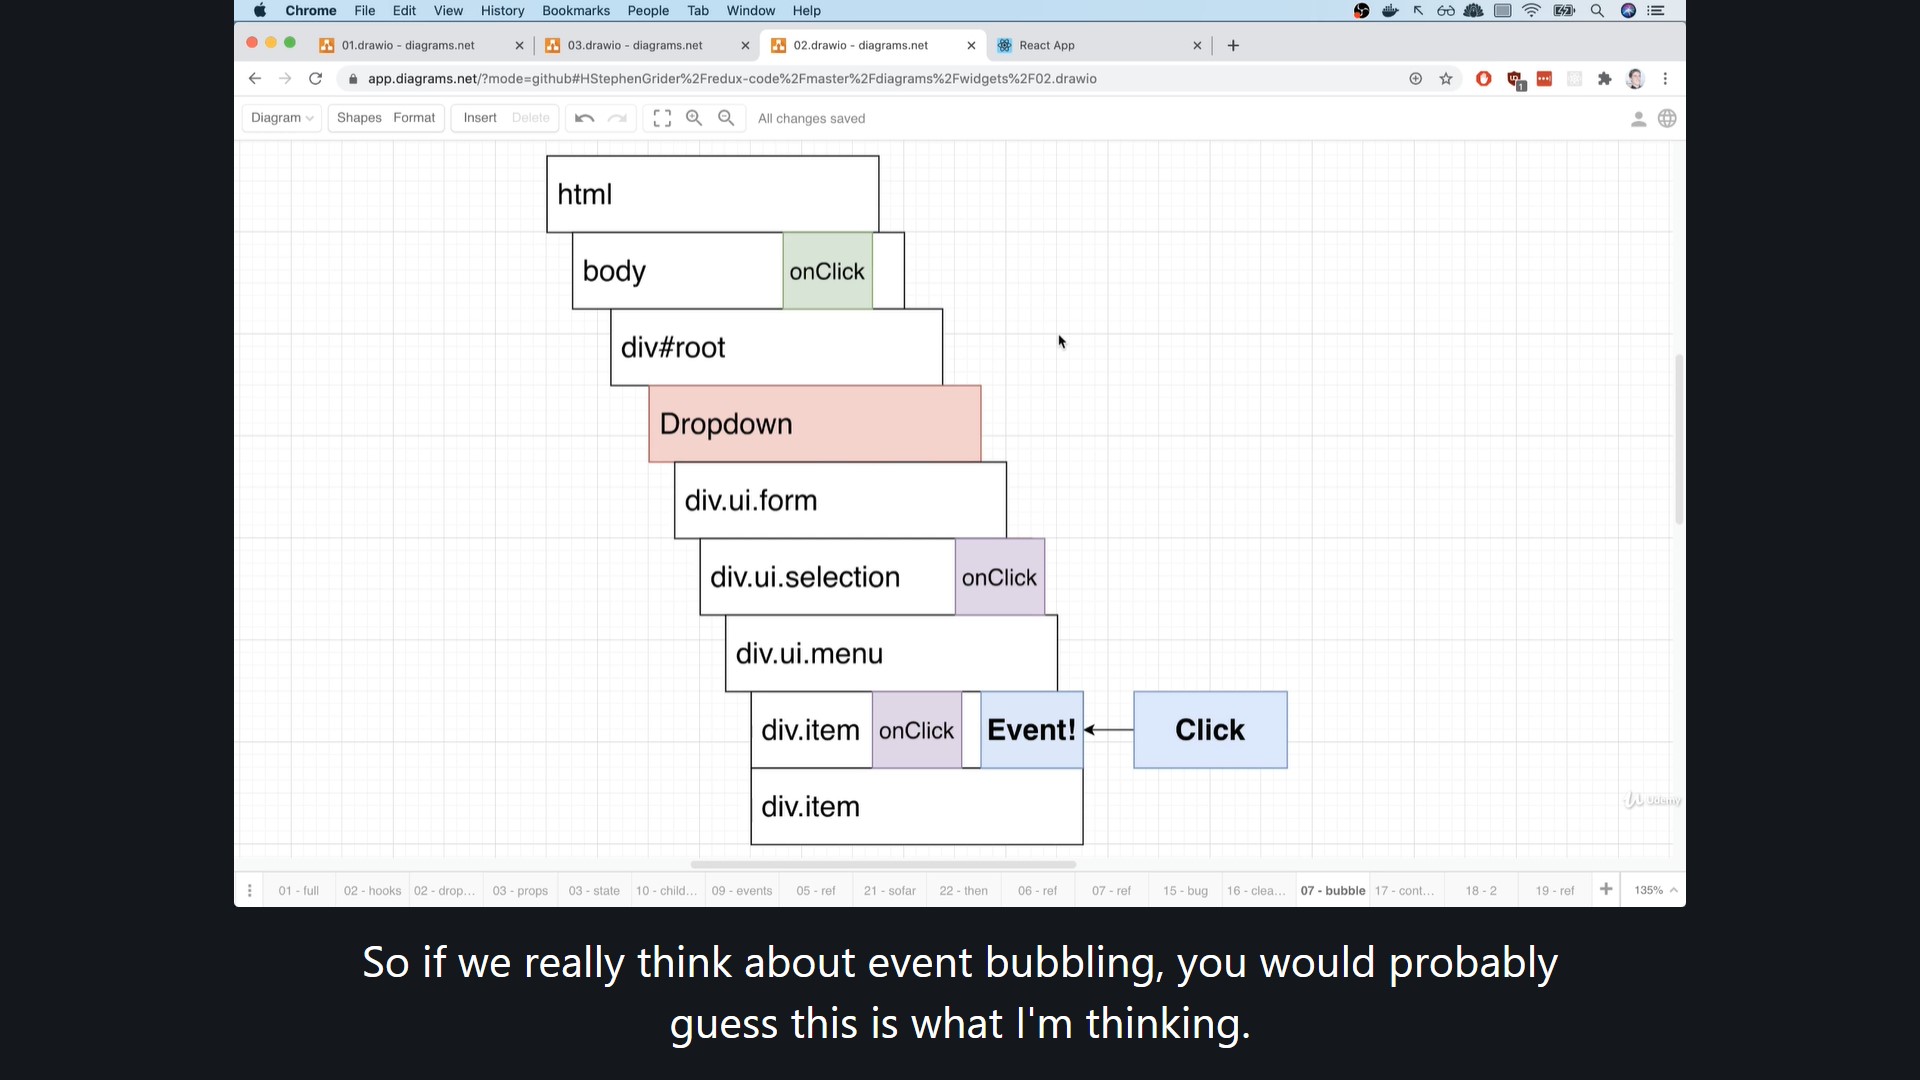 Chrome File Edit View History Bookmarks People Tab Window Help
01.drawio - diagrams.net 03.drawio - diagrams.net 02.drawio - diagrams.net React App
app.diagrams.net/?mode=github#HStephenGrider%2Fredux-code%2Fmaster%2Fdiagrams%2Fwidgets%2F02.drawio
1
Diagram Shapes Format Insert Delete All changes saved
html
body onClick
div#root
Dropdown
div.ui.form
div.ui.selection onClick
div.ui.menu
div.item onClick Event! Click
div.item
Udemy
01 - full 02 - hooks 02 - drop... 03 - props 03 - state 10 - child... 09 - events 05 - ref 21 - sofar 22 - then 06 - ref 07 - ref 15 - bug 16 - clea... 07 - bubble 17 - cont... 18 - 2 19 - ref 135%
So if we really think about event bubbling, you would probably
guess this is what I'm thinking.